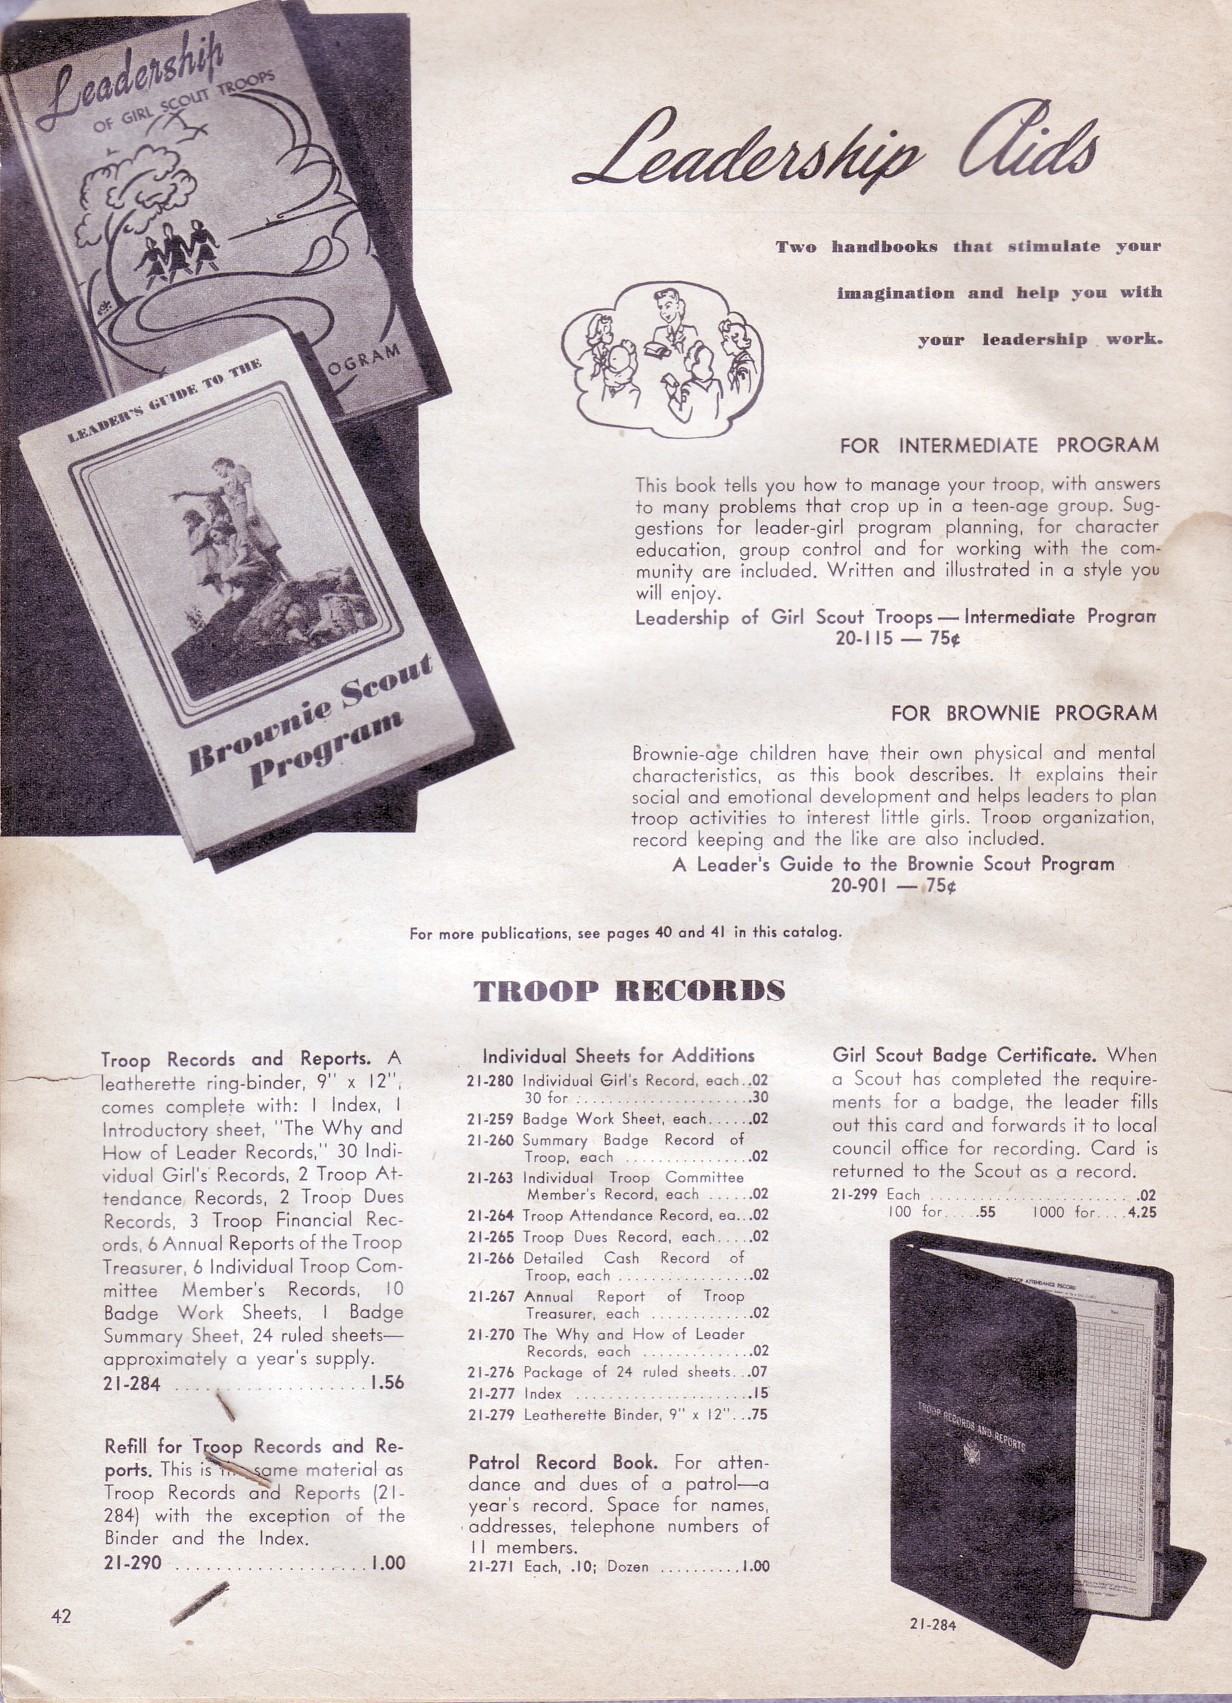 Leadership
OF GIRL SCOUT TROOPS
OGRAM
LEADER'S GUIDE TO THE
Brownie Scout
Program
Leadership Aids
Two handbooks that stimulate your
imagination and help you with
your leadership work.
FOR INTERMEDIATE PROGRAM
This book tells you how to manage your troop, with answers
to many problems that crop up in a teen-age group. Sug-
gestions for leader-girl program planning, for character
education, group control and for working with the com-
munity are included. Written and illustrated in a style you
will enjoy.
Leadership of Girl Scout Troops — Intermediate Program
20-115 — 75¢
FOR BROWNIE PROGRAM
Brownie-age children have their own physical and mental
characteristics, as this book describes. It explains their
social and emotional development and helps leaders to plan
troop activities to interest little girls. Troop organization,
record keeping and the like are also included.
A Leader's Guide to the Brownie Scout Program
20-901 — 75¢
For more publications, see pages 40 and 41 in this catalog.
TROOP RECORDS
Troop Records and Reports. A
leatherette ring-binder, 9" x 12",
comes complete with: 1 Index, 1
Introductory sheet, "The Why and
How of Leader Records," 30 Indi-
vidual Girl's Records, 2 Troop At-
tendance Records, 2 Troop Dues
Records, 3 Troop Financial Rec-
ords, 6 Annual Reports of the Troop
Treasurer, 6 Individual Troop Com-
mittee Member's Records, 10
Badge Work Sheets, 1 Badge
Summary Sheet, 24 ruled sheets—
approximately a year's supply.
21-284 .................... 1.56
Refill for Troop Records and Re-
ports. This is the same material as
Troop Records and Reports (21-
284) with the exception of the
Binder and the Index.
21-290 .................... 1.00
Individual Sheets for Additions
21-280 Individual Girl's Record, each .. .02
30 for .................... .30
21-259 Badge Work Sheet, each ...... .02
21-260 Summary Badge Record of
Troop, each ................ .02
21-263 Individual Troop Committee
Member's Record, each ...... .02
21-264 Troop Attendance Record, ea... .02
21-265 Troop Dues Record, each ..... .02
21-266 Detailed Cash Record of
Troop, each ................ .02
21-267 Annual Report of Troop
Treasurer, each ............ .02
21-270 The Why and How of Leader
Records, each .............. .02
21-276 Package of 24 ruled sheets... .07
21-277 Index ...................... .15
21-279 Leatherette Binder, 9" x 12"... .75
Patrol Record Book. For atten-
dance and dues of a patrol—a
year's record. Space for names,
addresses, telephone numbers of
11 members.
21-271 Each, .10; Dozen .......... 1.00
Girl Scout Badge Certificate. When
a Scout has completed the require-
ments for a badge, the leader fills
out this card and forwards it to local
council office for recording. Card is
returned to the Scout as a record.
21-299 Each ........................ .02
100 for ..... .55 1000 for .... 4.25
TROOP ATTENDANCE RECORD
TROOP RECORDS AND REPORTS
21-284
42